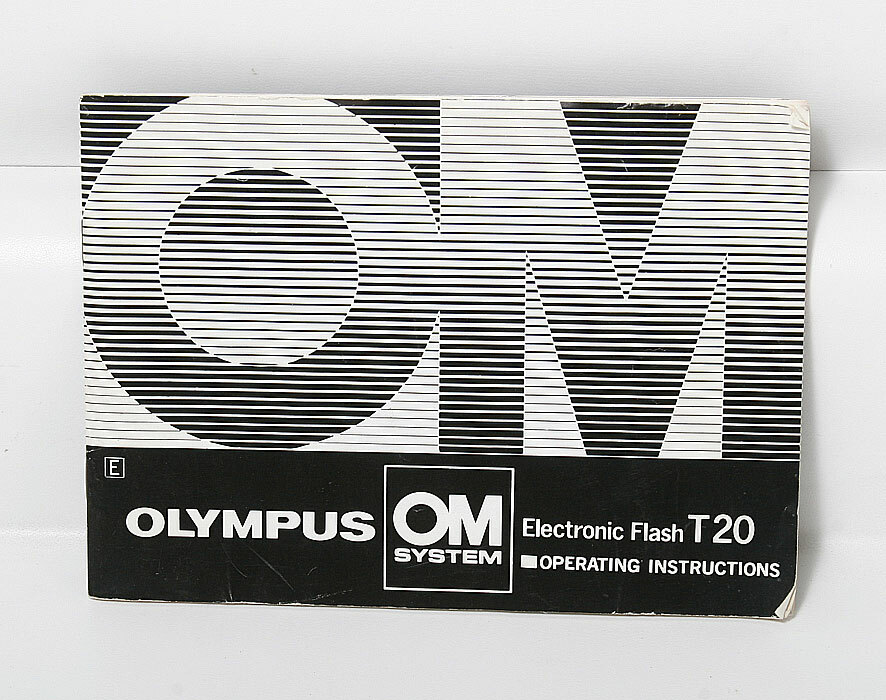 OM
E
OLYMPUS
OM
SYSTEM
Electronic Flash T20
OPERATING INSTRUCTIONS